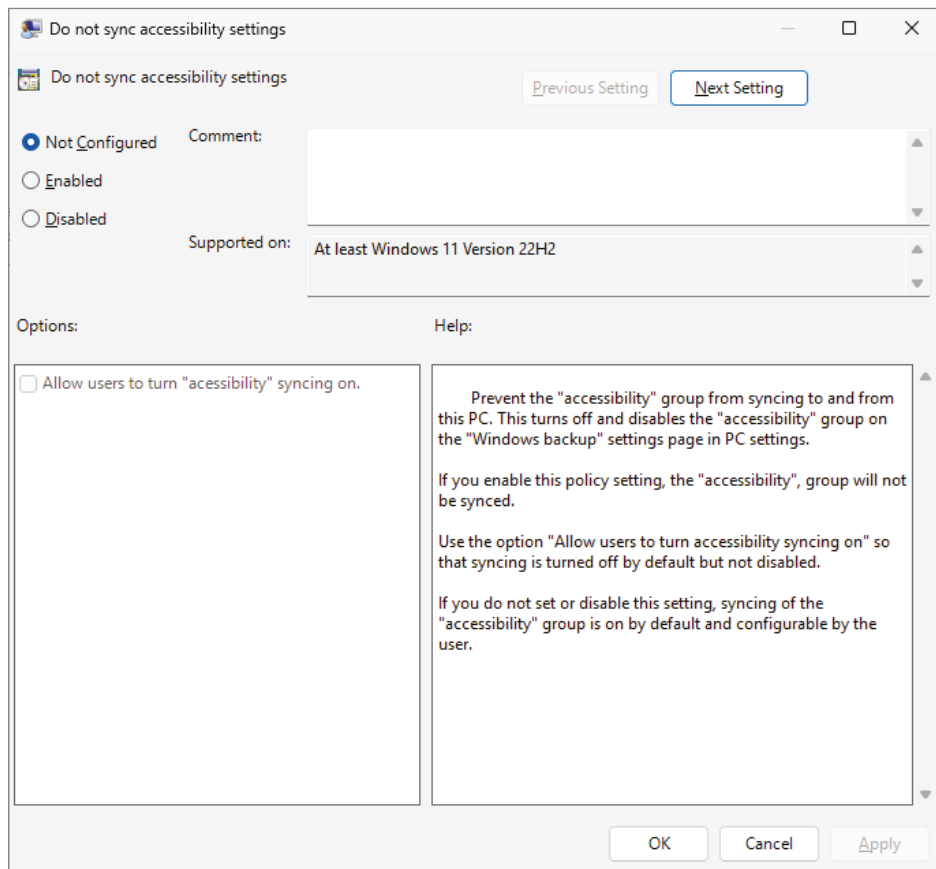 Do not sync accessibility settings
Do not sync accessibility settings
Previous Setting
Next Setting
Not Configured
Enabled
Disabled
Comment:
Supported on:
At least Windows 11 Version 22H2
Options:
Help:
Allow users to turn "acessibility" syncing on.
Prevent the "accessibility" group from syncing to and from
this PC. This turns off and disables the "accessibility" group on
the "Windows backup" settings page in PC settings.
If you enable this policy setting, the "accessibility", group will not
be synced.
Use the option "Allow users to turn accessibility syncing on" so
that syncing is turned off by default but not disabled.
If you do not set or disable this setting, syncing of the
"accessibility" group is on by default and configurable by the
user.
OK
Cancel
Apply